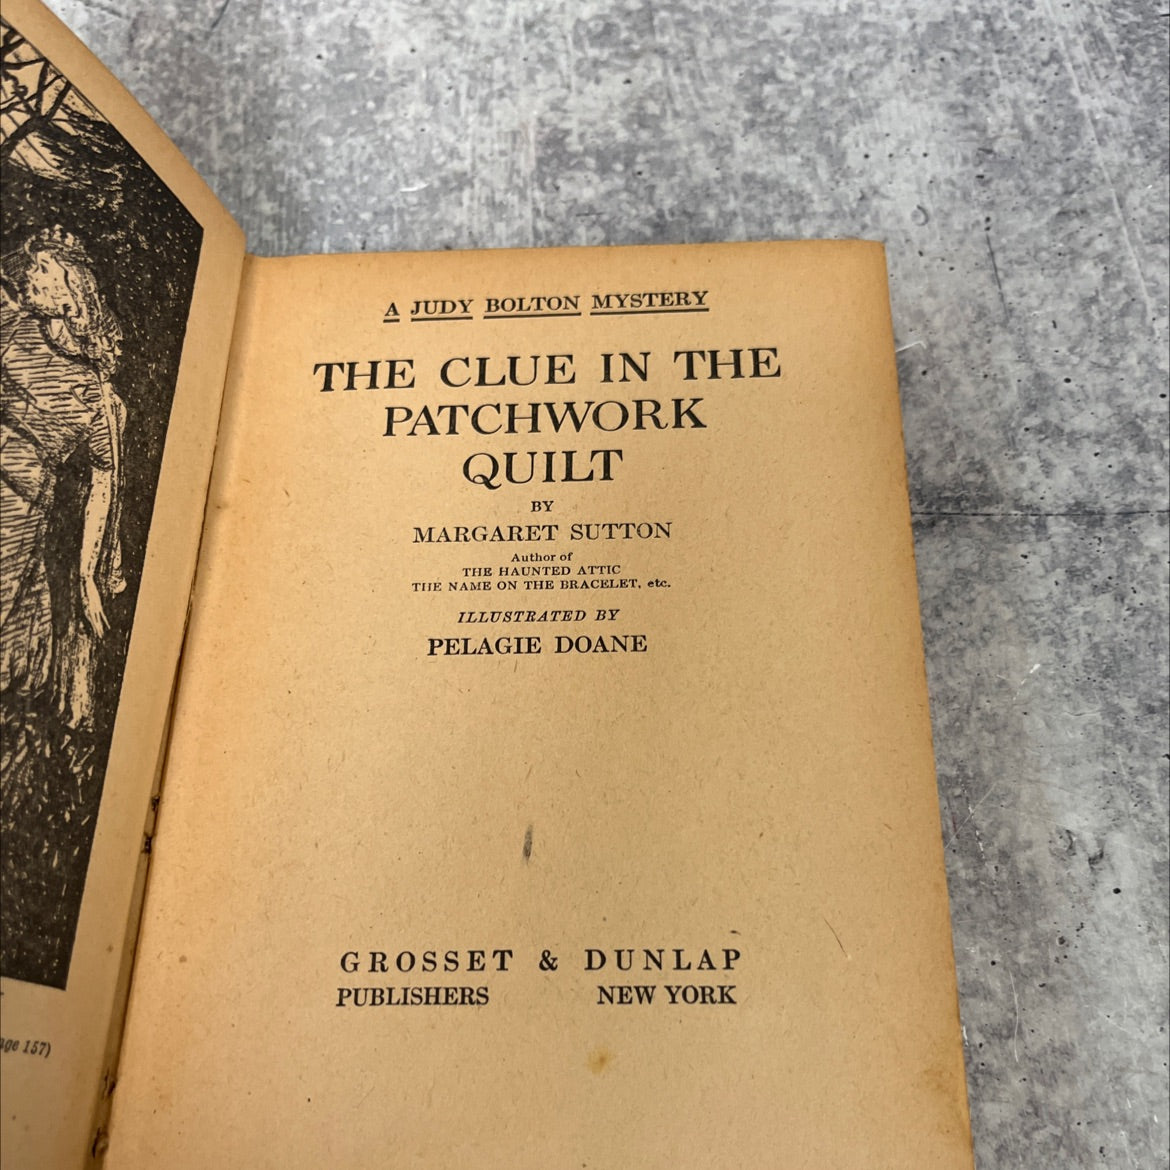 A JUDY BOLTON MYSTERY
THE CLUE IN THE
PATCHWORK
QUILT
BY
MARGARET SUTTON
Author of
THE HAUNTED ATTIC
THE NAME ON THE BRACELET, etc.
ILLUSTRATED BY
PELAGIE DOANE
GROSSET & DUNLAP
PUBLISHERS NEW YORK
157)